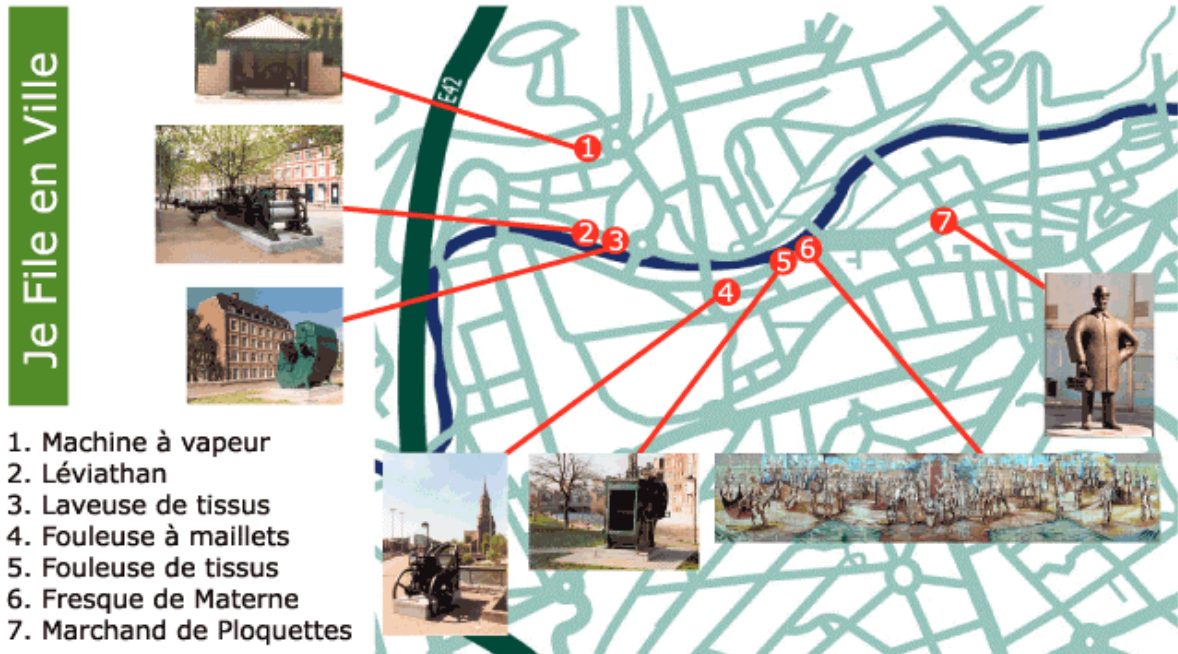 Je File en Ville
E42
1
2
3
4
5
6
7
1. Machine à vapeur
2. Léviathan
3. Laveuse de tissus
4. Fouleuse à maillets
5. Fouleuse de tissus
6. Fresque de Materne
7. Marchand de Ploquettes